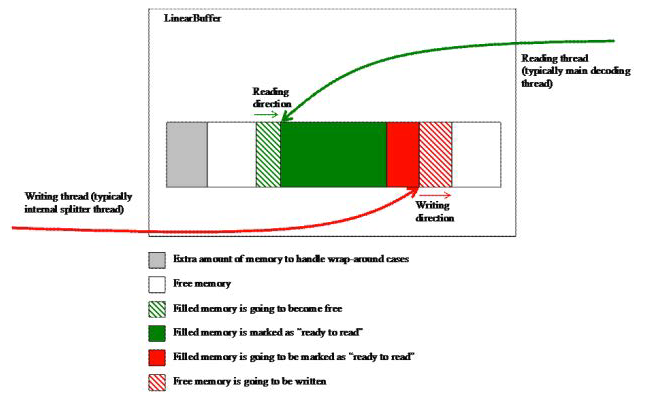 LinearBuffer
Reading thread
(typically main decoding
thread)
Reading
direction
Writing thread (typically
internal splitter thread)
Writing
direction
Extra amount of memory to handle wrap-around cases
Free memory
Filled memory is going to become free
Filled memory is marked as "ready to read"
Filled memory is going to be marked as "ready to read"
Free memory is going to be written